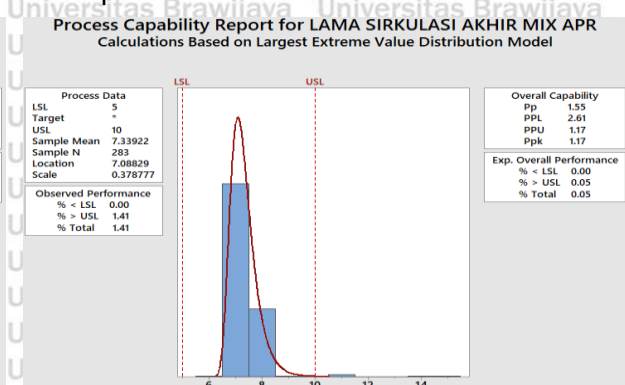 Universitas Brawijaya Universitas Brawijaya
Process Capability Report for LAMA SIRKULASI AKHIR MIX APR
Calculations Based on Largest Extreme Value Distribution Model
LSL USL
Process Data
LSL 5
Target *
USL 10
Sample Mean 7.33922
Sample N 283
Location 7.08829
Scale 0.378777
Observed Performance
% < LSL 0.00
% > USL 1.41
% Total 1.41
Overall Capability
Pp 1.55
PPL 2.61
PPU 1.17
Ppk 1.17
Exp. Overall Performance
% < LSL 0.00
% > USL 0.05
% Total 0.05
6 8 10 12 14